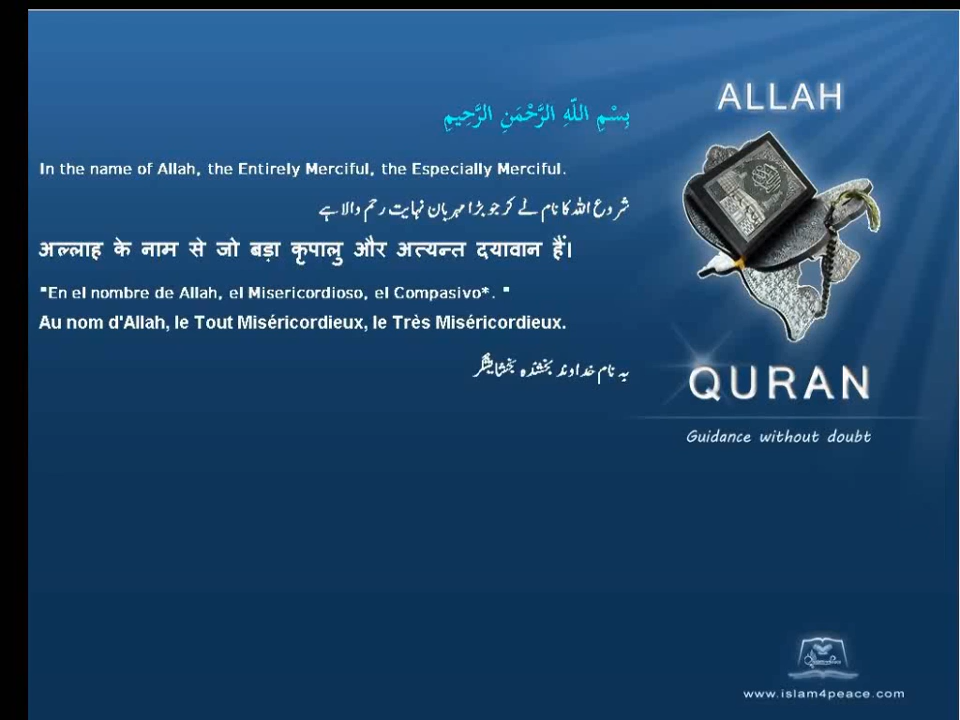 بِسْمِ اللَّهِ الرَّحْمَنِ الرَّحِيمِ
In the name of Allah, the Entirely Merciful, the Especially Merciful.
شروع اللہ کا نام لے کر جو بڑا مہربان نہایت رحم والا ہے
अल्लाह के नाम से जो बड़ा कृपालु और अत्यन्त दयावान हैं।
"En el nombre de Allah, el Misericordioso, el Compasivo*. "
Au nom d'Allah, le Tout Miséricordieux, le Très Miséricordieux.
به نام خداوند بخشنده بخشایشگر
ALLAH
QURAN
Guidance without doubt
www.islam4peace.com